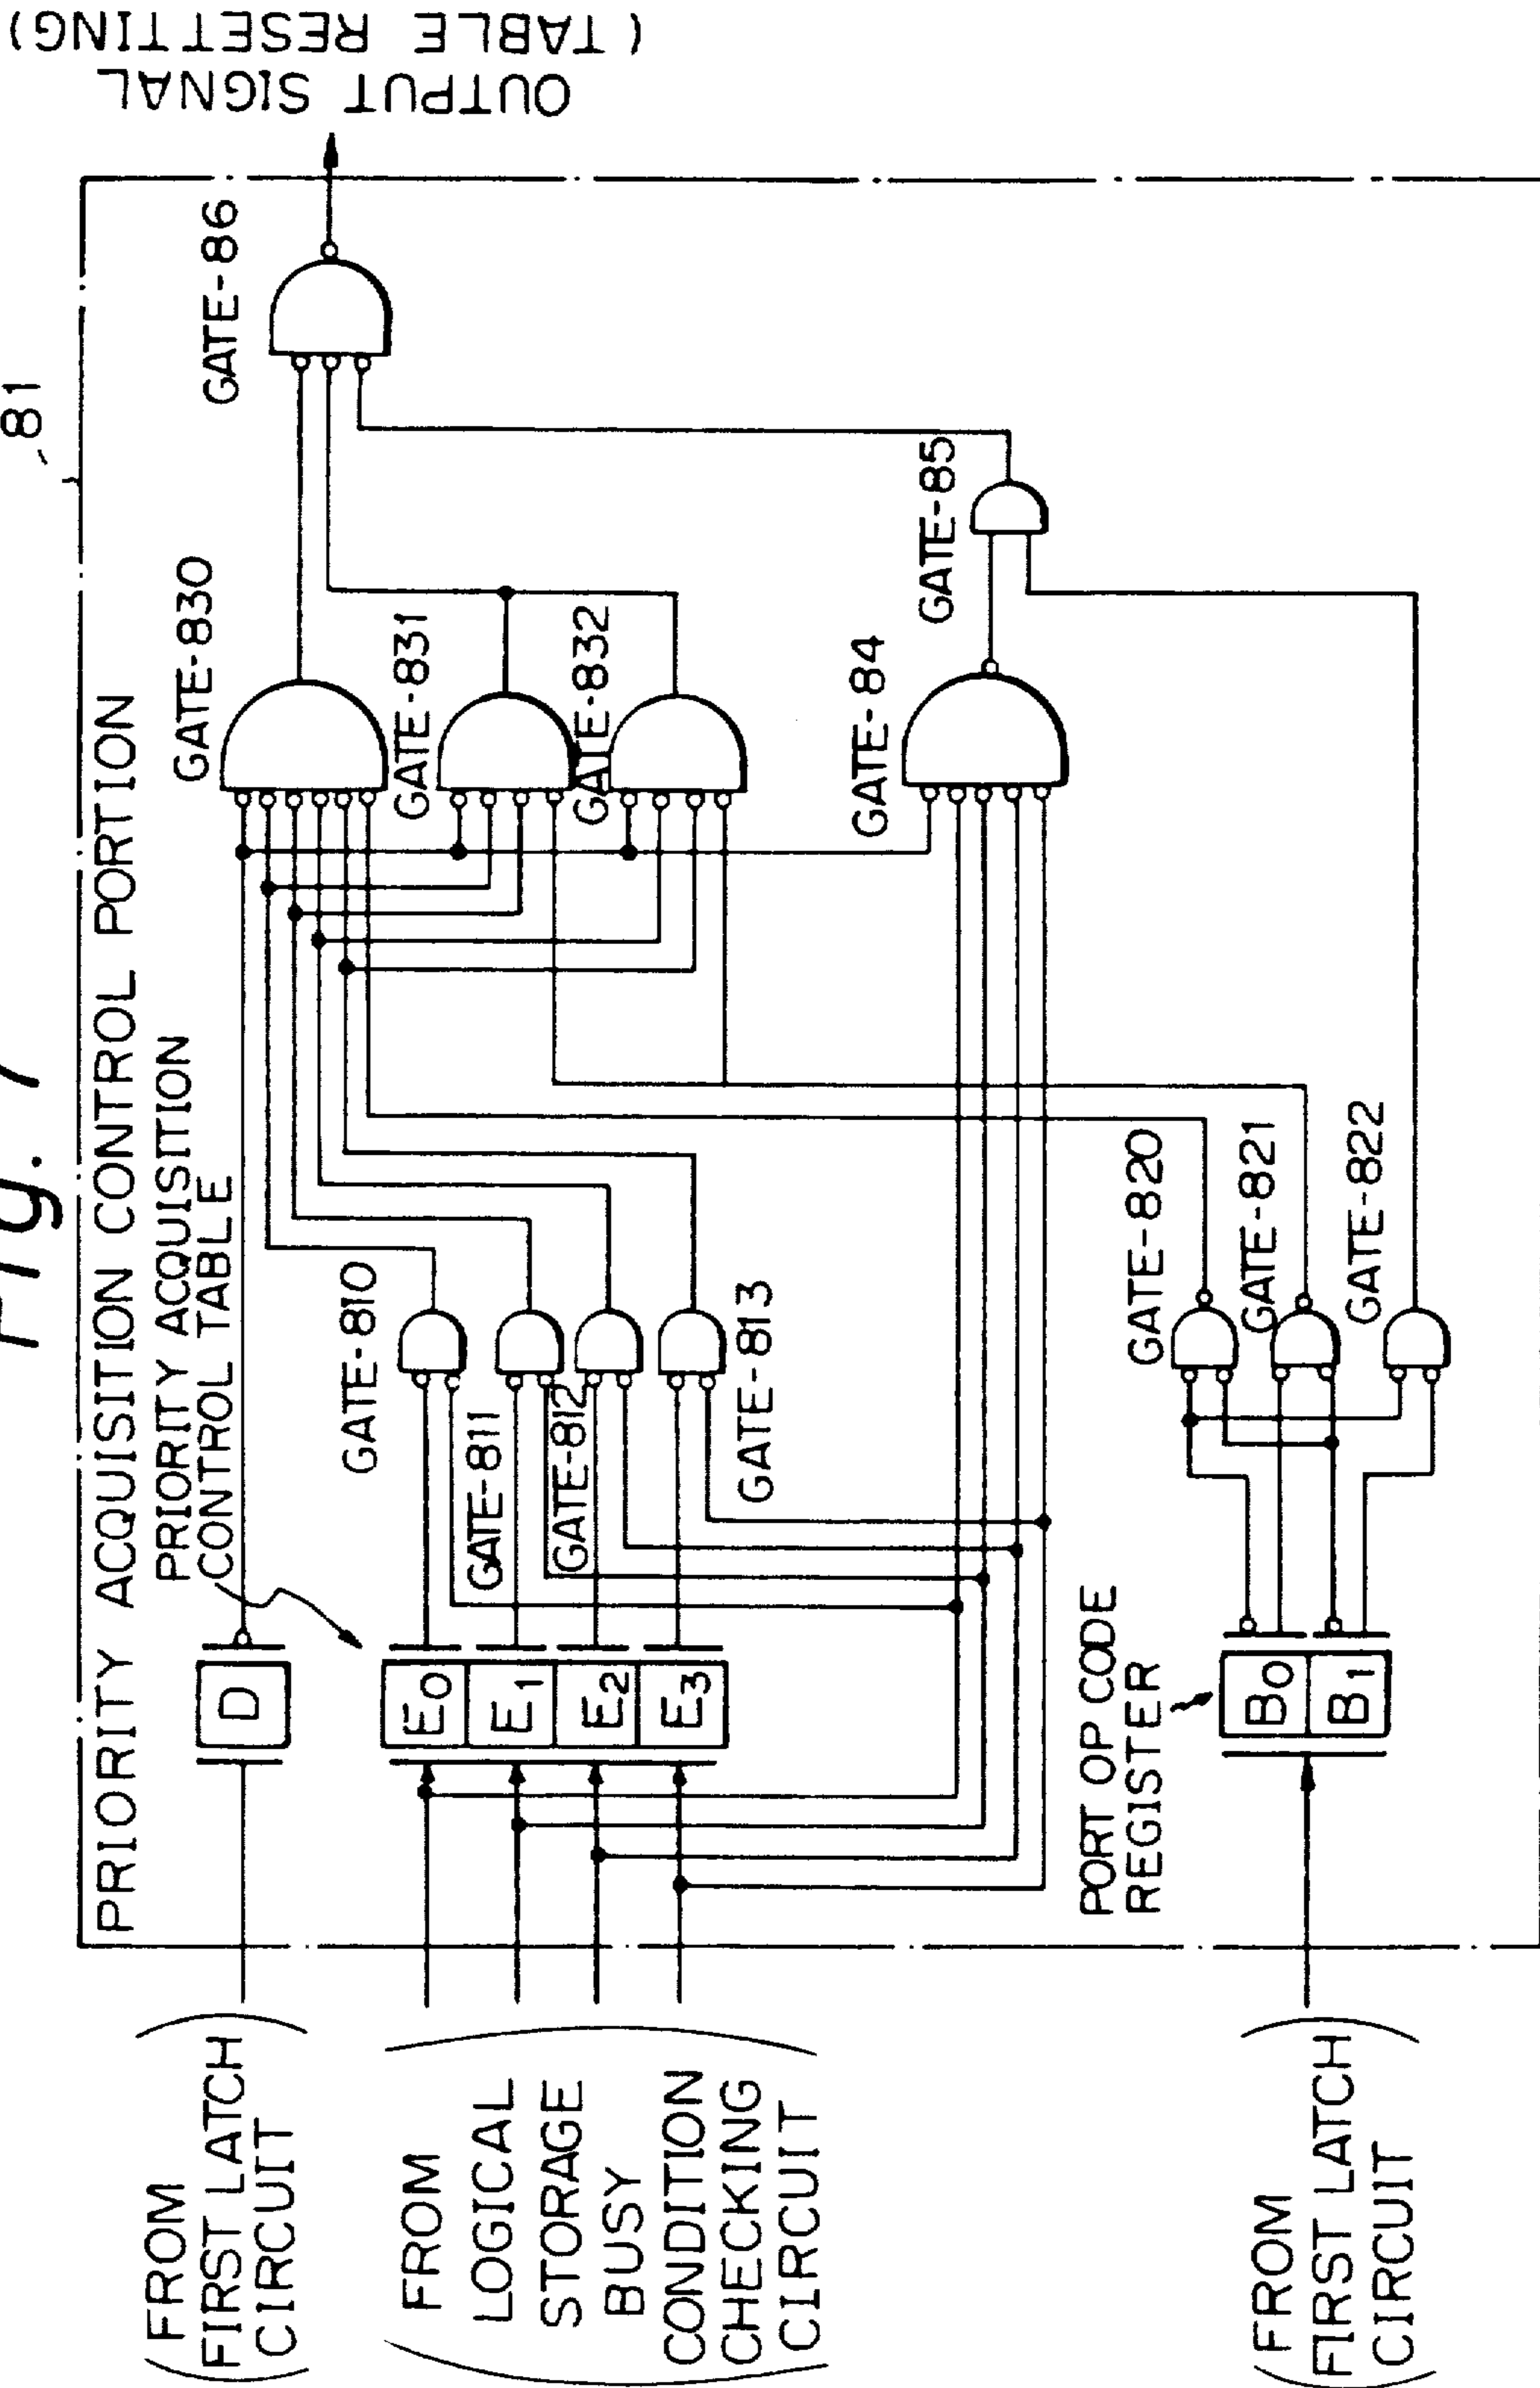 Fig. 7
81
PRIORITY ACQUISITION CONTROL PORTION
(FROM
FIRST LATCH
CIRCUIT)
D
PRIORITY ACQUISITION
CONTROL TABLE
(FROM
LOGICAL
STORAGE
BUSY
CONDITION
CHECKING
CIRCUIT)
E0
E1
E2
E3
GATE-810
GATE-811
GATE-812
GATE-813
GATE-830
GATE-831
GATE-832
GATE-84
GATE-85
GATE-86
OUTPUT SIGNAL
(TABLE RESETTING)
PORT OP CODE
REGISTER
(FROM
FIRST LATCH
CIRCUIT)
B0
B1
GATE-820
GATE-821
GATE-822